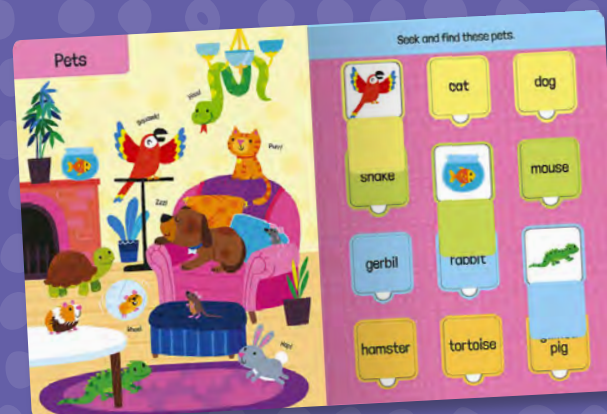 Pets
Seek and find these pets.
Hiss!
Squawk!
Purr!
Zzz!
Hop!
cat
dog
snake
mouse
gerbil
rabbit
hamster
tortoise
pig